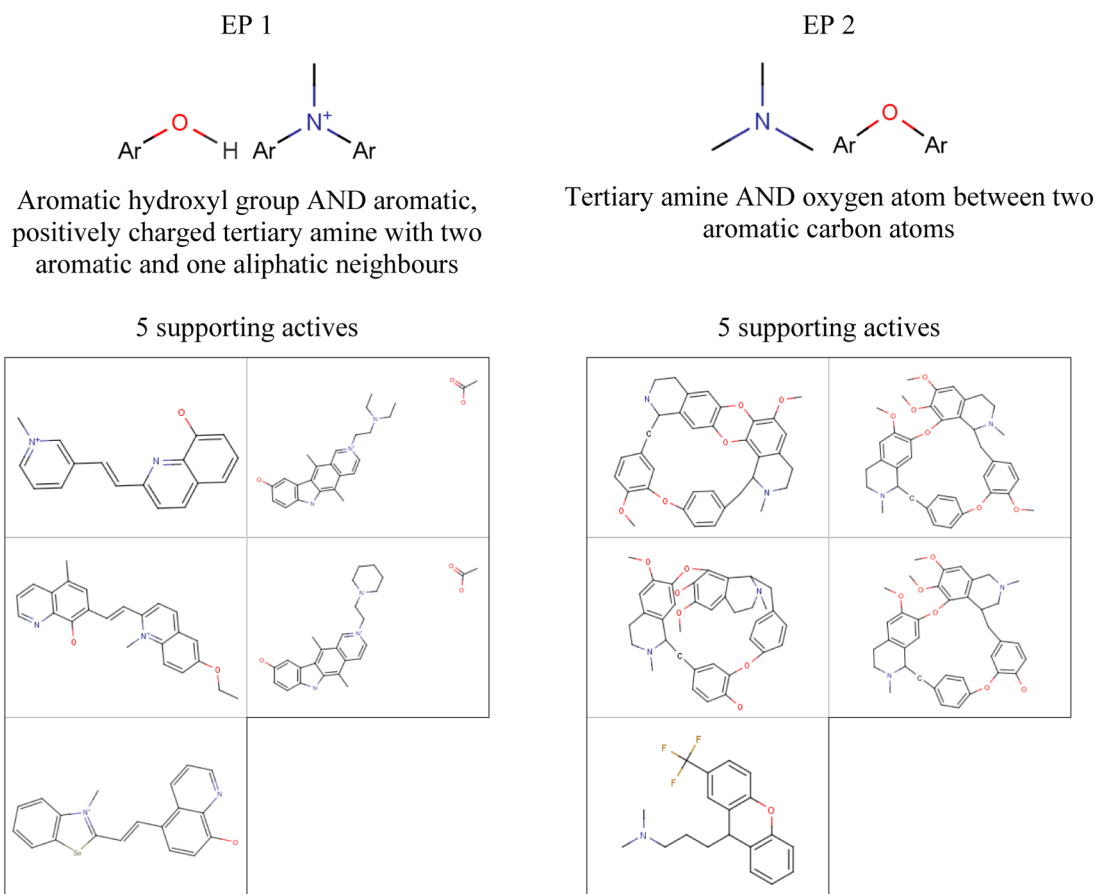 EP 1
O
N+
Ar
H
Ar
Ar
Aromatic hydroxyl group AND aromatic,
positively charged tertiary amine with two
aromatic and one aliphatic neighbours
5 supporting actives
O
N+
N
O
O
N
N+
O
N
N
O
N+
O
N
O
O
N+
O
N
N
N+
O
Se
EP 2
N
O
Ar
Ar
Tertiary amine AND oxygen atom between two
aromatic carbon atoms
5 supporting actives
N
O
O
C
O
O
N
O
O
O
O
O
N
N
C
O
O
O
O
O
N
O
N
C
O
O
O
N
O
O
O
N
C
O
O
F
F
F
O
N